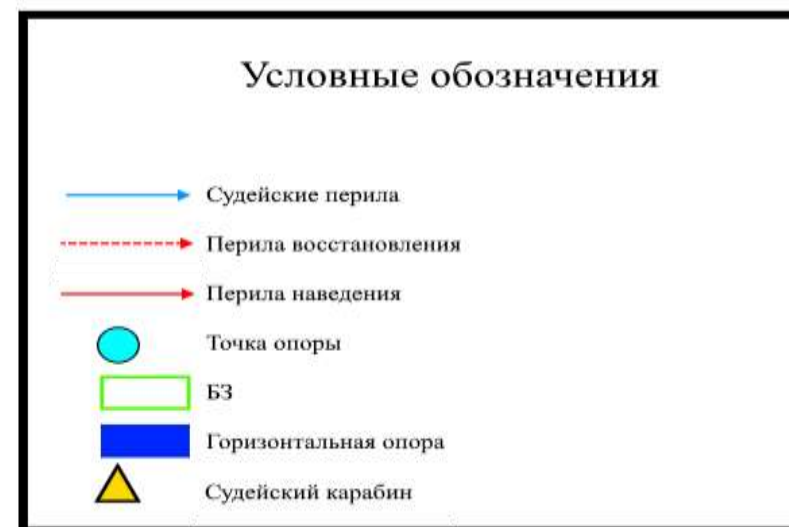 Условные обозначения
Судейские перила
Перила восстановления
Перила наведения
Точка опоры
БЗ
Горизонтальная опора
Судейский карабин